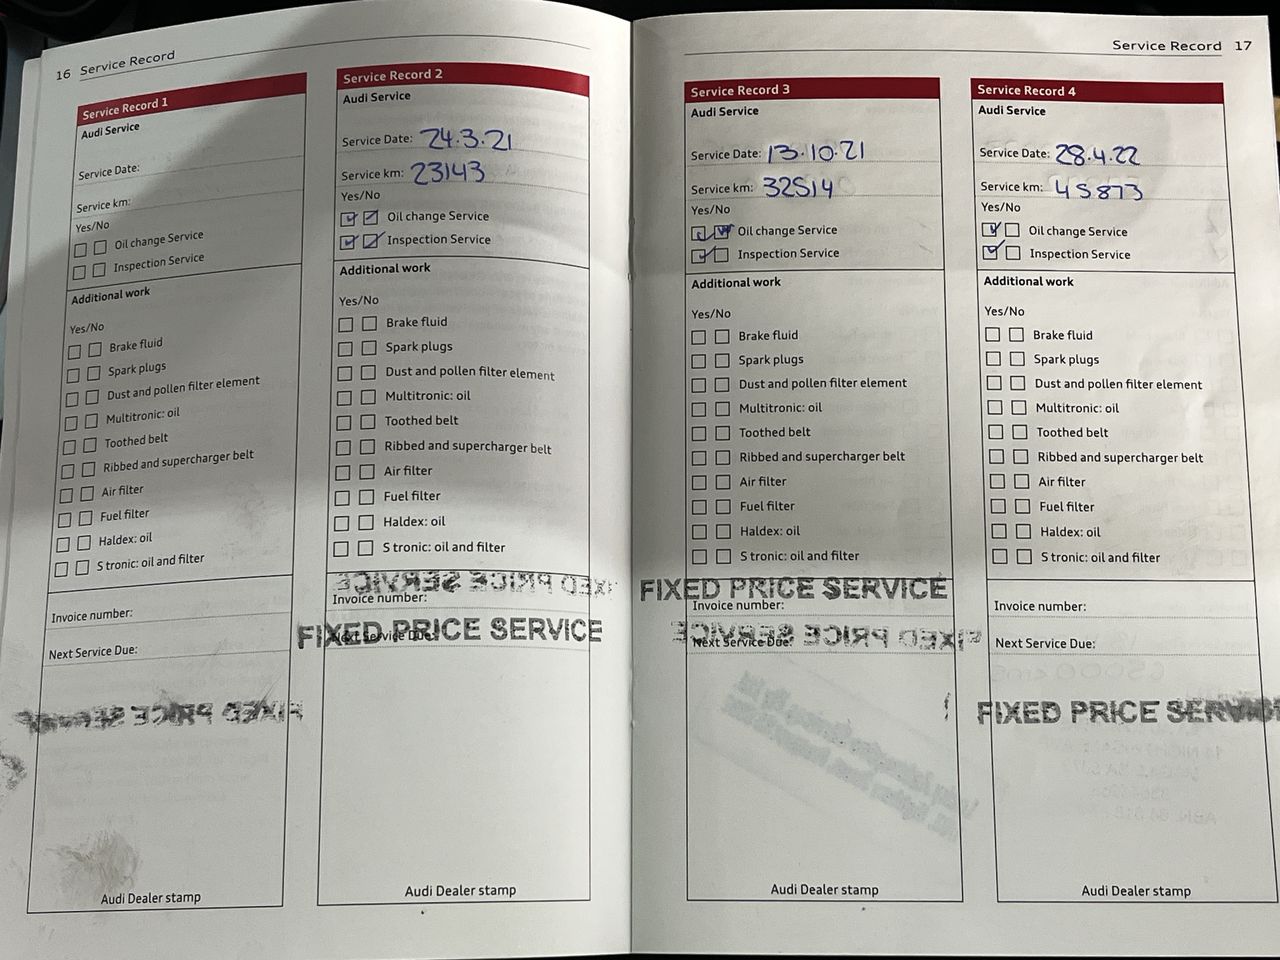 16 Service Record
Service Record 1
Audi Service
Service Date:
Service km:
Yes/No
Oil change Service
Inspection Service
Additional work
Yes/No
Brake fluid
Spark plugs
Dust and pollen filter element
Multitronic: oil
Toothed belt
Ribbed and supercharger belt
Air filter
Fuel filter
Haldex: oil
S tronic: oil and filter
Invoice number:
Next Service Due:
FIXED PRICE SERVICE
Audi Dealer stamp
Service Record 2
Audi Service
Service Date: 24.3.21
Service km: 23143
Yes/No
Oil change Service
Inspection Service
Additional work
Yes/No
Brake fluid
Spark plugs
Dust and pollen filter element
Multitronic: oil
Toothed belt
Ribbed and supercharger belt
Air filter
Fuel filter
Haldex: oil
S tronic: oil and filter
FIXED PRICE SERVICE
Invoice number:
FIXED PRICE SERVICE
Next Service Due:
Audi Dealer stamp
Service Record 17
Service Record 3
Audi Service
Service Date: 13.10.21
Service km: 32514
Yes/No
Oil change Service
Inspection Service
Additional work
Yes/No
Brake fluid
Spark plugs
Dust and pollen filter element
Multitronic: oil
Toothed belt
Ribbed and supercharger belt
Air filter
Fuel filter
Haldex: oil
S tronic: oil and filter
FIXED PRICE SERVICE
Invoice number:
FIXED PRICE SERVICE
Next Service Due:
Audi Dealer stamp
Service Record 4
Audi Service
Service Date: 28.4.22
Service km: 45873
Yes/No
Oil change Service
Inspection Service
Additional work
Yes/No
Brake fluid
Spark plugs
Dust and pollen filter element
Multitronic: oil
Toothed belt
Ribbed and supercharger belt
Air filter
Fuel filter
Haldex: oil
S tronic: oil and filter
Invoice number:
Next Service Due:
FIXED PRICE SERVICE
Audi Dealer stamp